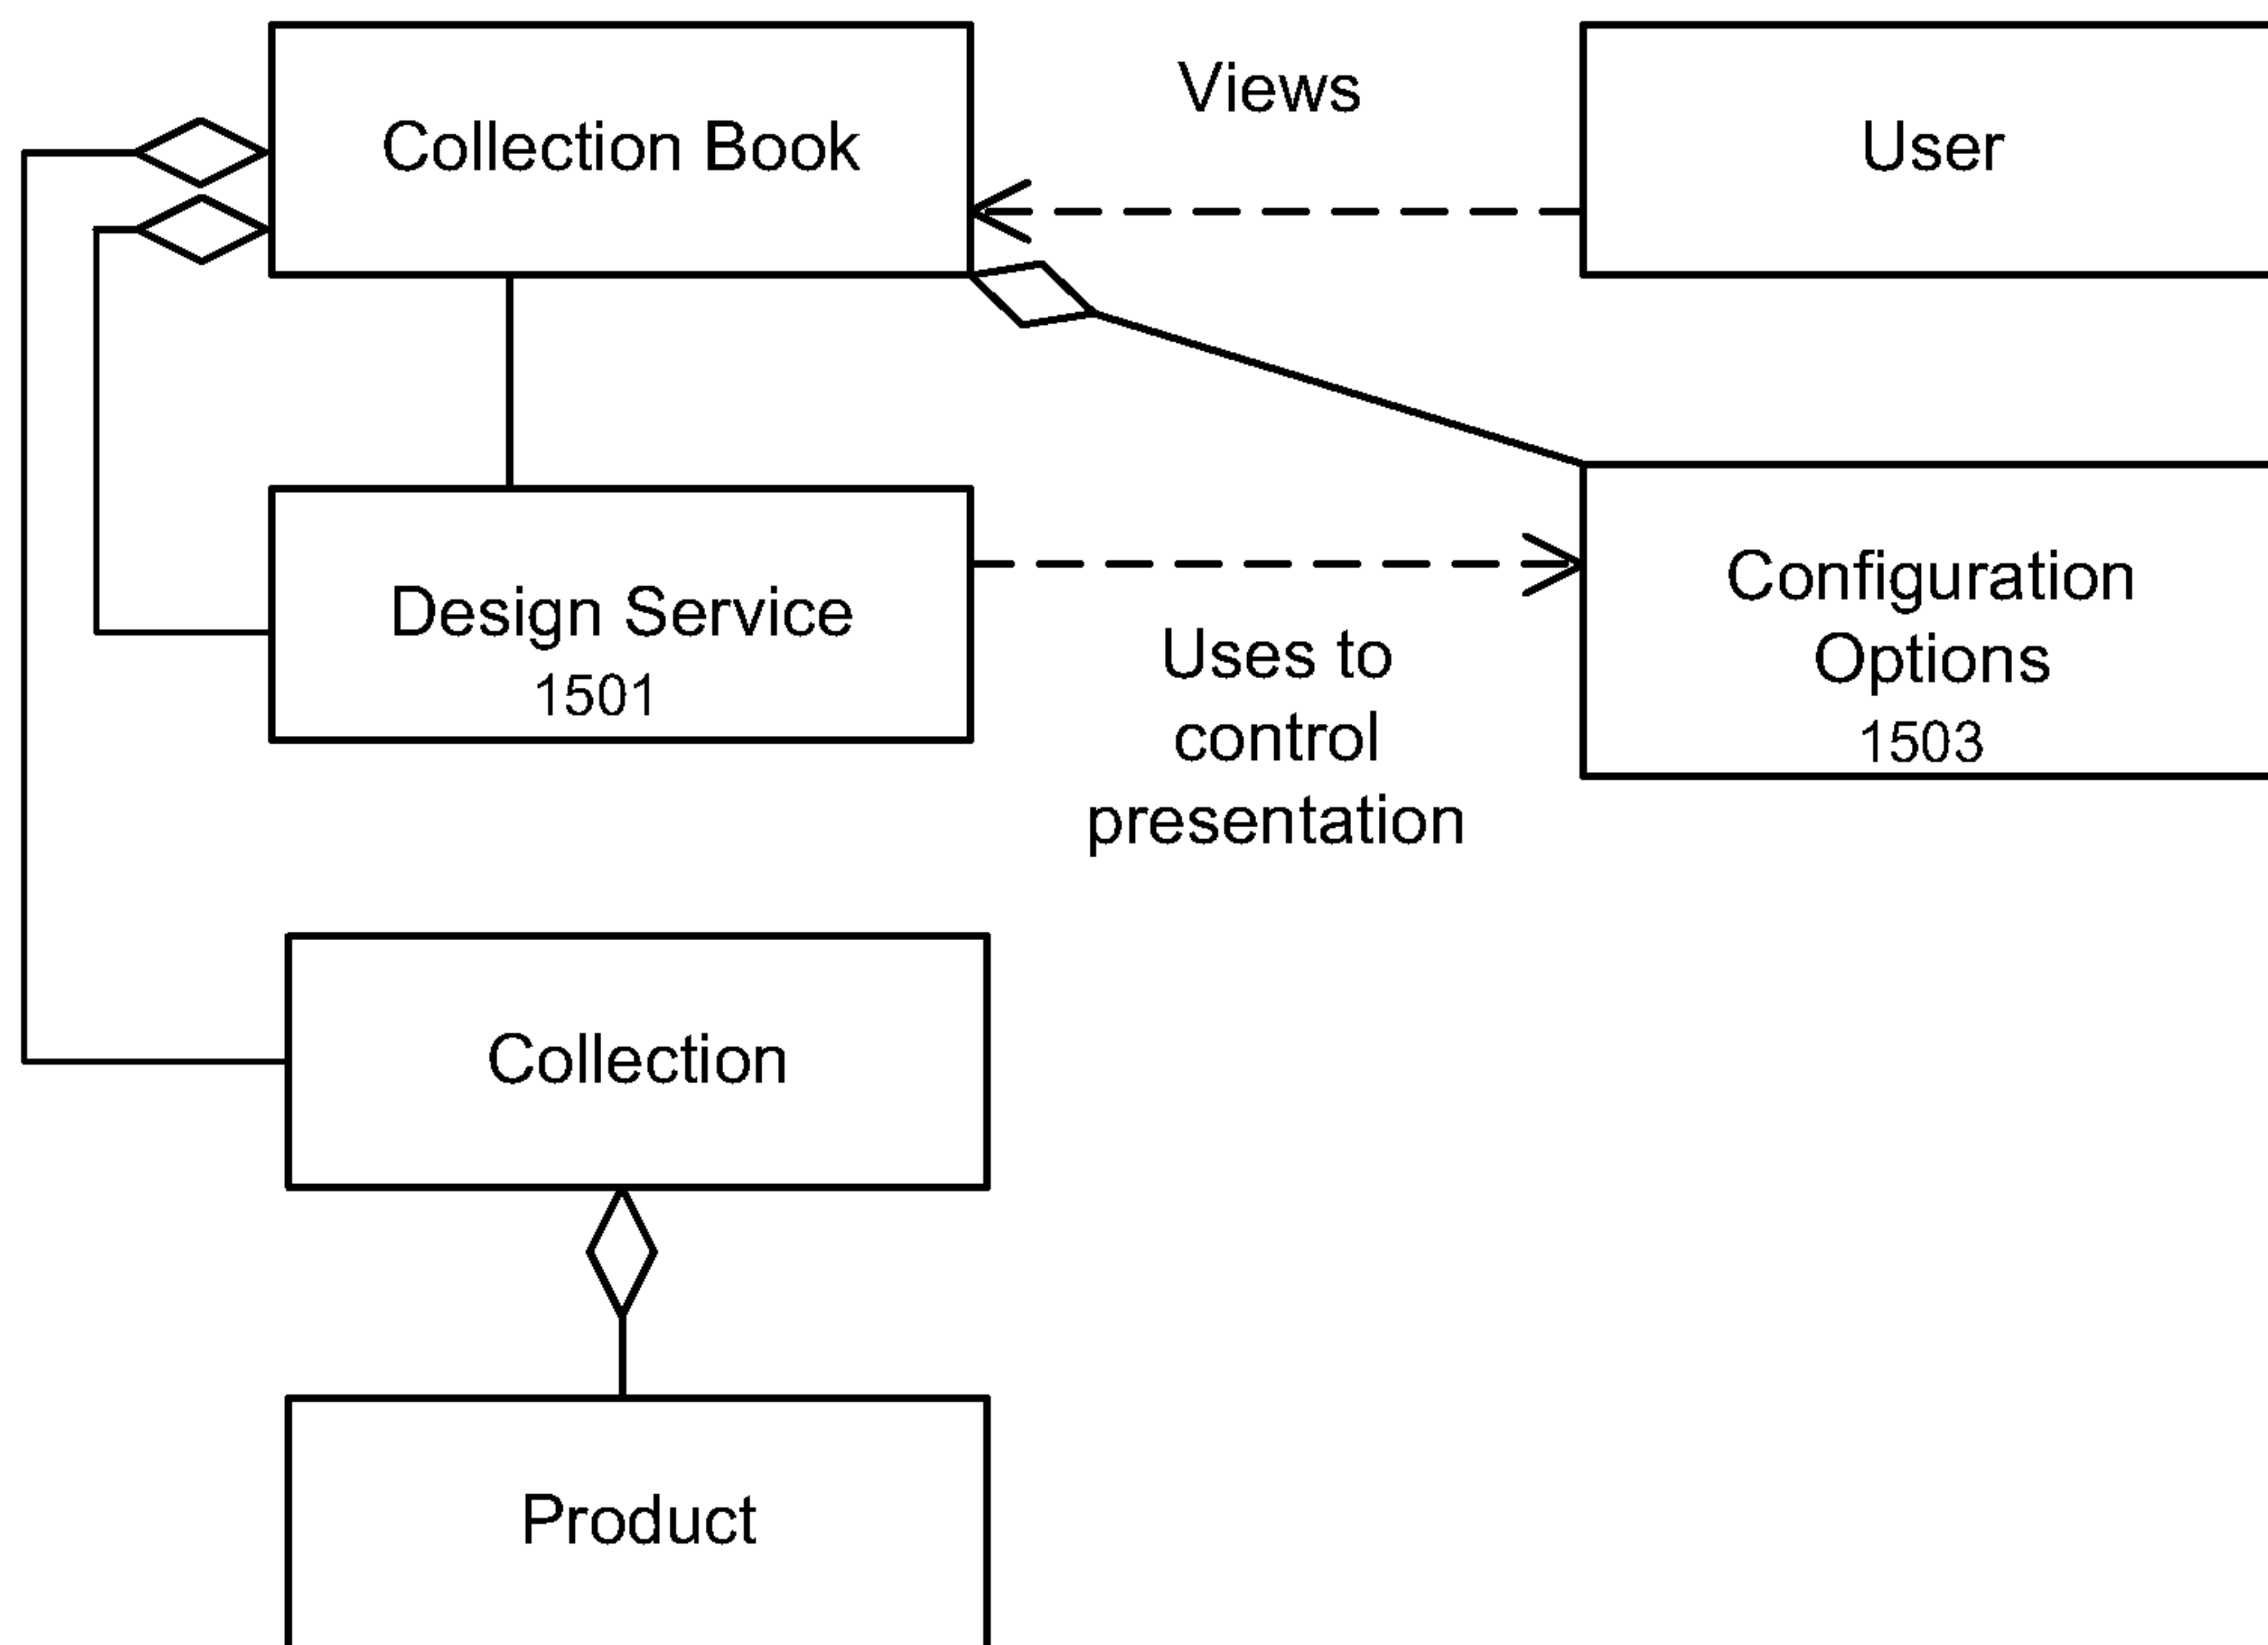 Collection Book
Views
User
Design Service
1501
Uses to
control
presentation
Configuration
Options
1503
Collection
Product